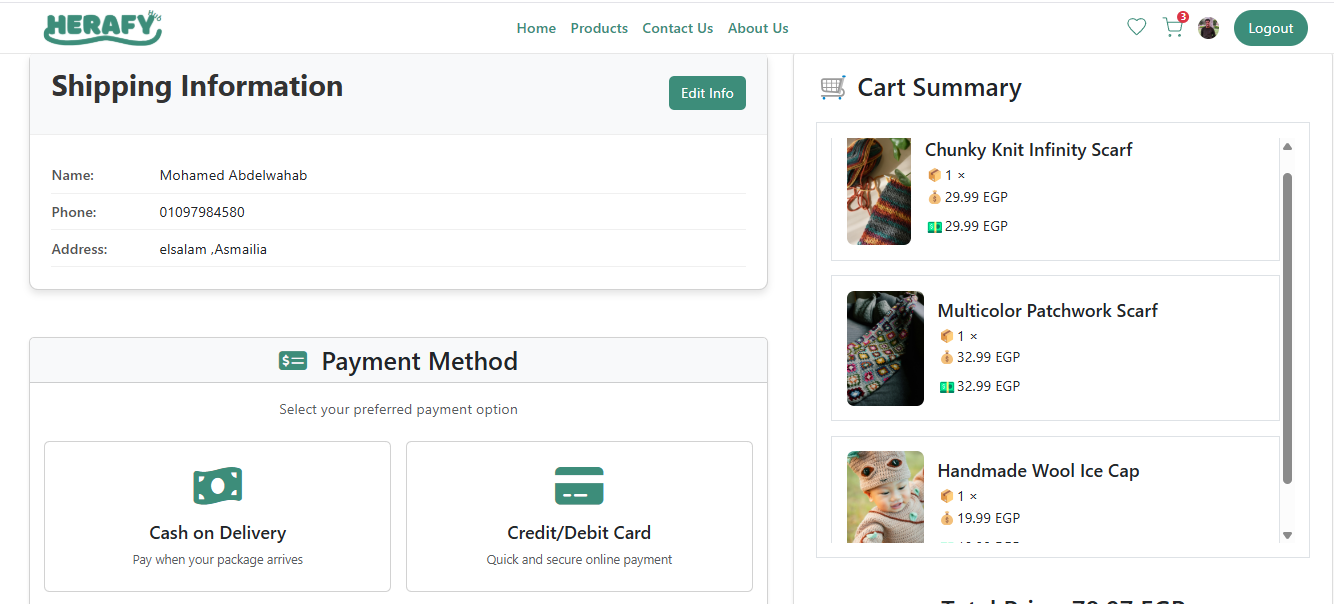 HERAFY
Home Products Contact Us About Us
3
Logout
Shipping Information
Edit Info
Name: Mohamed Abdelwahab
Phone: 01097984580
Address: elsalam ,Asmailia
Payment Method
Select your preferred payment option
Cash on Delivery
Pay when your package arrives
Credit/Debit Card
Quick and secure online payment
Cart Summary
Chunky Knit Infinity Scarf
1 ×
29.99 EGP
29.99 EGP
Multicolor Patchwork Scarf
1 ×
32.99 EGP
32.99 EGP
Handmade Wool Ice Cap
1 ×
19.99 EGP